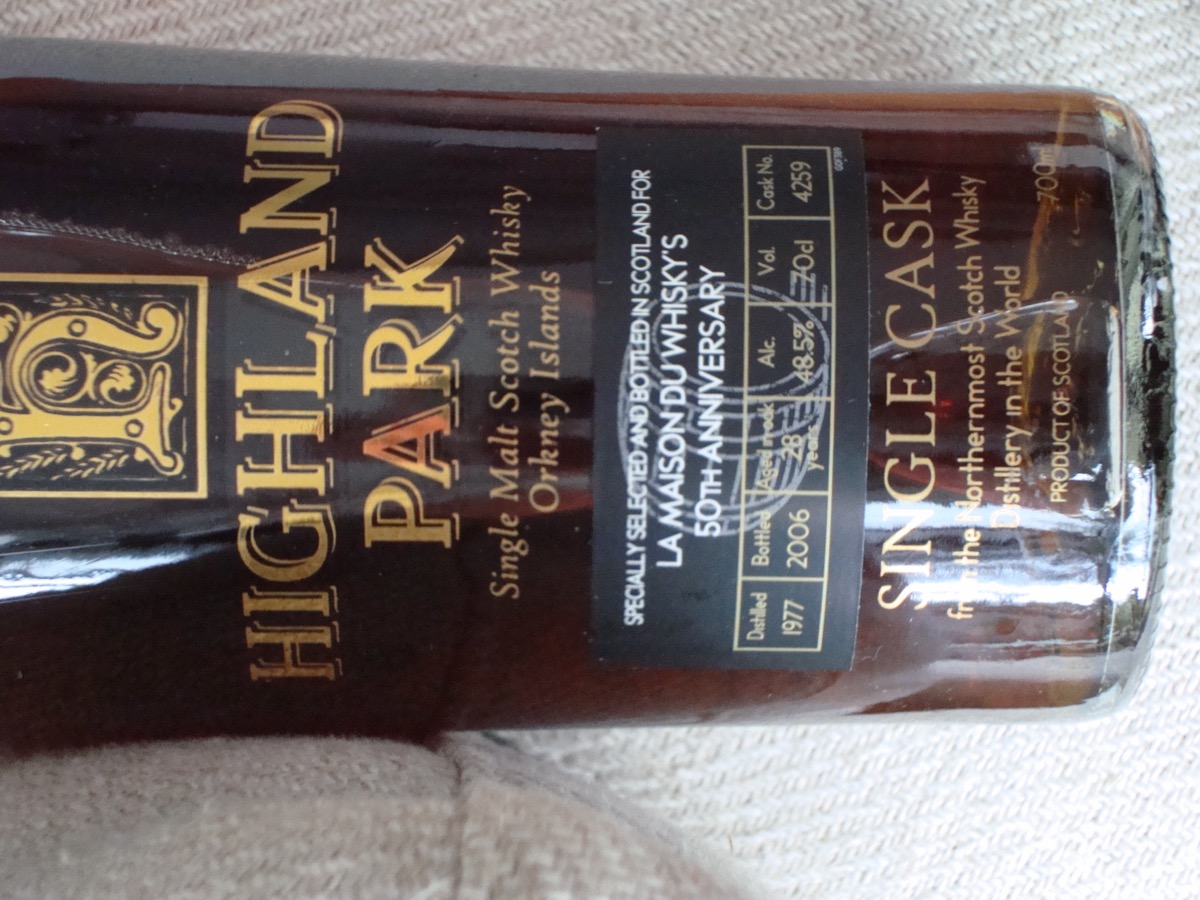 HIGHLAND
PARK
Single Malt Scotch Whisky
Orkney Islands
SPECIALLY SELECTED AND BOTTLED IN SCOTLAND FOR
LA MAISON DU WHISKY'S
50TH ANNIVERSARY
Distilled Bottled Aged in oak Alc. Vol. Cask No.
1977 2006 28 years 48.5% 70cl 4259
SINGLE CASK
from the Northernmost Scotch Whisky
Distillery in the World
PRODUCT OF SCOTLAND 700ml